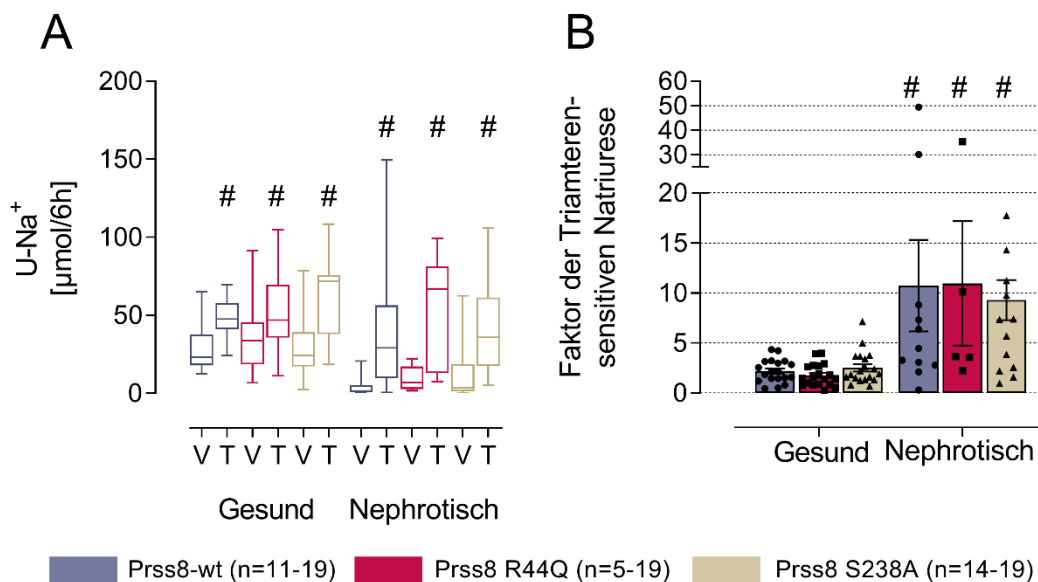 A
U-Na⁺
[µmol/6h]
200
150
100
50
0
# # # # # #
V T V T V T V T V T V T
Gesund Nephrotisch
B
Faktor der Triamteren-
sensitiven Natriurese
60
50
40
30
20
15
10
5
0
# # #
Gesund Nephrotisch
Prss8-wt (n=11-19) Prss8 R44Q (n=5-19) Prss8 S238A (n=14-19)